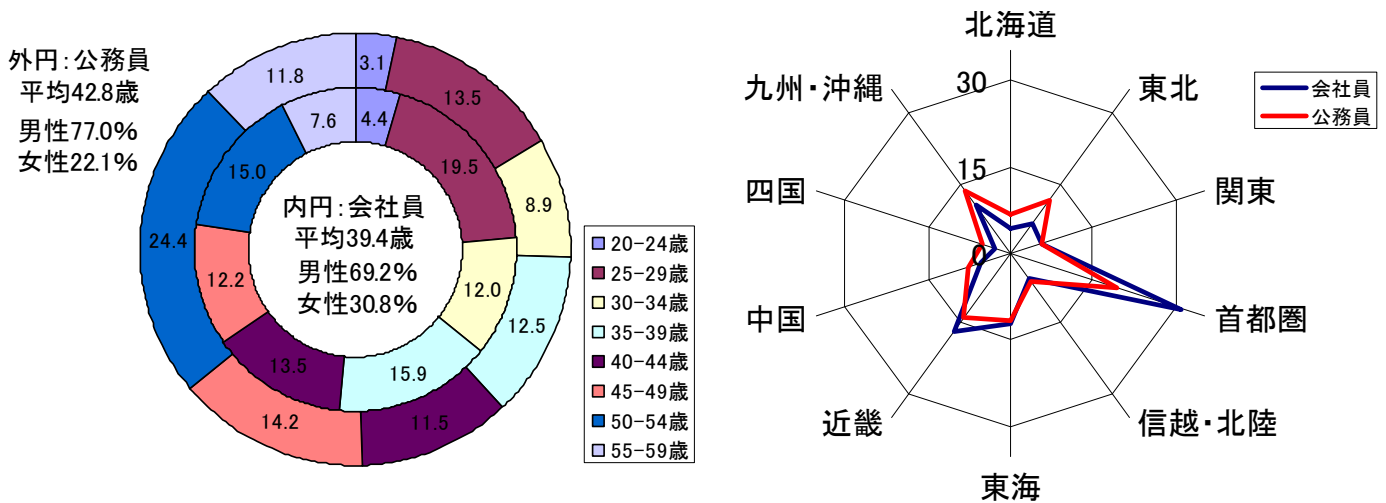 外円：公務員
平均42.8歳
男性77.0%
女性22.1%
3.1
13.5
8.9
12.5
11.5
14.2
24.4
11.8
4.4
19.5
12.0
15.9
13.5
12.2
15.0
7.6
内円：会社員
平均39.4歳
男性69.2%
女性30.8%
20-24歳
25-29歳
30-34歳
35-39歳
40-44歳
45-49歳
50-54歳
55-59歳
北海道
東北
関東
首都圏
信越・北陸
東海
近畿
中国
四国
九州・沖縄
30
15
0
会社員
公務員